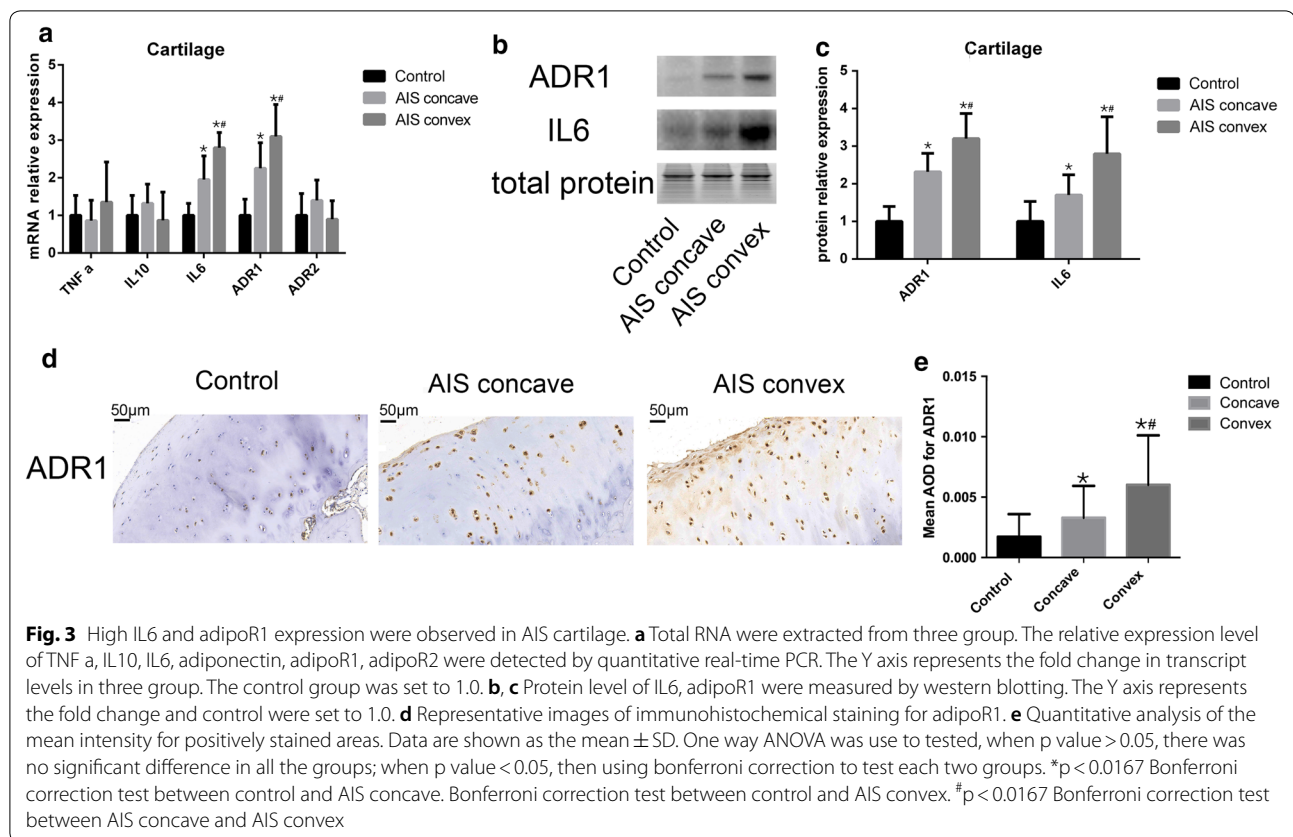 a
Cartilage
mRNA relative expression
5
4
3
2
1
0
Control
AIS concave
AIS convex
*
*#
*
*#
TNF a
IL10
IL6
ADR1
ADR2
b
ADR1
IL6
total protein
Control
AIS concave
AIS convex
c
Cartilage
protein relative expression
5
4
3
2
1
0
Control
AIS concave
AIS convex
*
*#
*
*#
ADR1
IL6
d
Control
AIS concave
AIS convex
50µm
50µm
50µm
ADR1
e
Mean AOD for ADR1
0.015
0.010
0.005
0.000
Control
Concave
Convex
*
*#
Control
Concave
Convex
Fig. 3 High IL6 and adipoR1 expression were observed in AIS cartilage. a Total RNA were extracted from three group. The relative expression level
of TNF a, IL10, IL6, adiponectin, adipoR1, adipoR2 were detected by quantitative real-time PCR. The Y axis represents the fold change in transcript
levels in three group. The control group was set to 1.0. b, c Protein level of IL6, adipoR1 were measured by western blotting. The Y axis represents
the fold change and control were set to 1.0. d Representative images of immunohistochemical staining for adipoR1. e Quantitative analysis of the
mean intensity for positively stained areas. Data are shown as the mean ± SD. One way ANOVA was use to tested, when p value > 0.05, there was
no significant difference in all the groups; when p value < 0.05, then using bonferroni correction to test each two groups. *p < 0.0167 Bonferroni
correction test between control and AIS concave. Bonferroni correction test between control and AIS convex. #p < 0.0167 Bonferroni correction test
between AIS concave and AIS convex